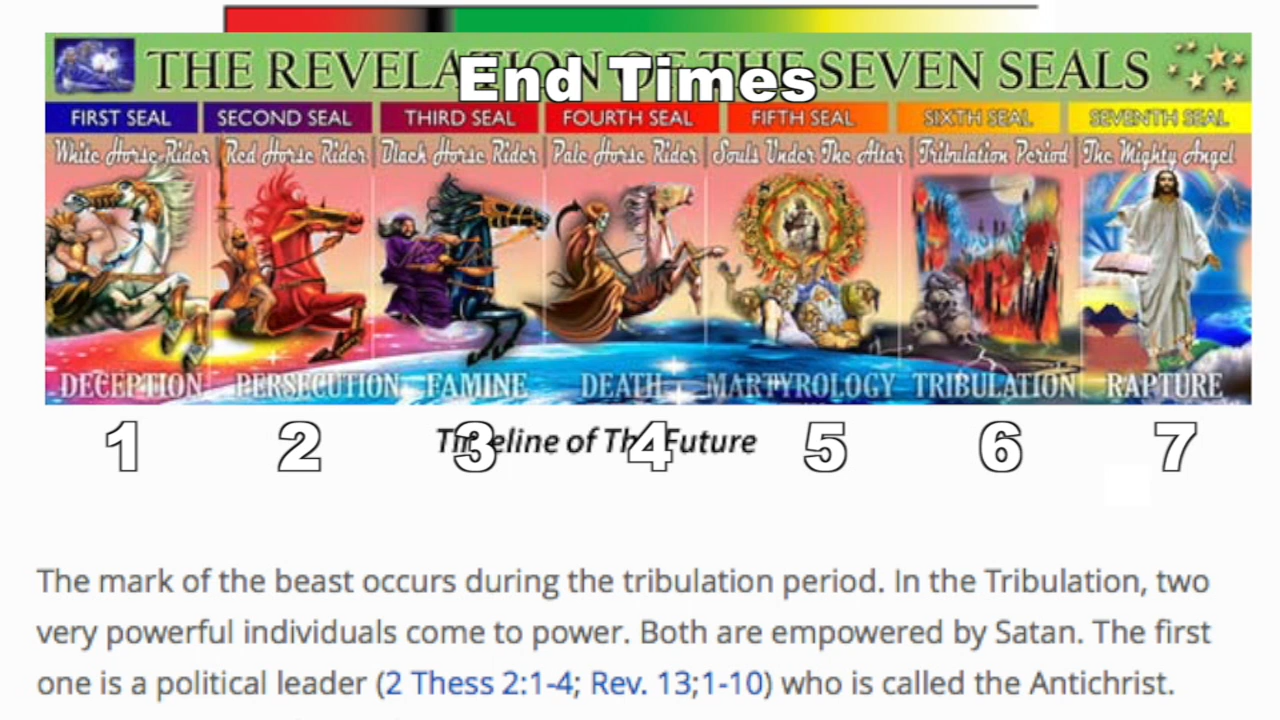 THE REVELATION OF THE SEVEN SEALS
End Times
FIRST SEAL SECOND SEAL THIRD SEAL FOURTH SEAL FIFTH SEAL SIXTH SEAL SEVENTH SEAL
White Horse Rider Red Horse Rider Black Horse Rider Pale Horse Rider Souls Under The Altar Tribulation Period The Mighty Angel
DECEPTION PERSECUTION FAMINE DEATH MARTYROLOGY TRIBULATION RAPTURE
Timeline of The Future
1 2 3 4 5 6 7
The mark of the beast occurs during the tribulation period. In the Tribulation, two
very powerful individuals come to power. Both are empowered by Satan. The first
one is a political leader (2 Thess 2:1-4; Rev. 13;1-10) who is called the Antichrist.